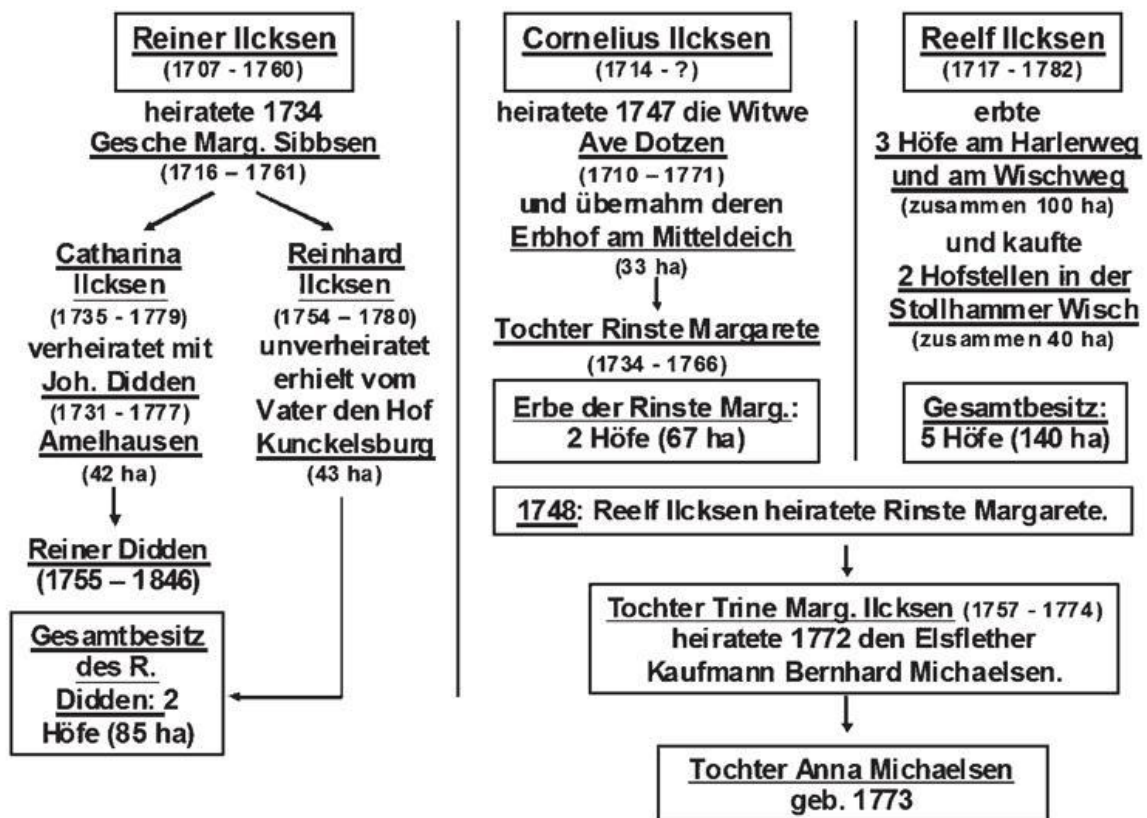 Reiner Ilcksen
(1707 - 1760)
heiratete 1734
Gesche Marg. Sibbsen
(1716 – 1761)
Catharina
Ilcksen
(1735 - 1779)
verheiratet mit
Joh. Didden
(1731 - 1777)
Amelhausen
(42 ha)
Reiner Didden
(1755 – 1846)
Reinhard
Ilcksen
(1754 - 1780)
unverheiratet
erhielt vom
Vater den Hof
Kunckelsburg
(43 ha)
Gesamtbesitz
des R.
Didden: 2
Höfe (85 ha)
Cornelius Ilcksen
(1714 - ?)
heiratete 1747 die Witwe
Ave Dotzen
(1710 – 1771)
und übernahm deren
Erbhof am Mitteldeich
(33 ha)
Tochter Rinste Margarete
(1734 - 1766)
Erbe der Rinste Marg.:
2 Höfe (67 ha)
Reelf Ilcksen
(1717 - 1782)
erbte
3 Höfe am Harlerweg
und am Wischweg
(zusammen 100 ha)
und kaufte
2 Hofstellen in der
Stollhammer Wisch
(zusammen 40 ha)
Gesamtbesitz:
5 Höfe (140 ha)
1748: Reelf Ilcksen heiratete Rinste Margarete.
Tochter Trine Marg. Ilcksen (1757 - 1774)
heiratete 1772 den Elsflether
Kaufmann Bernhard Michaelsen.
Tochter Anna Michaelsen
geb. 1773